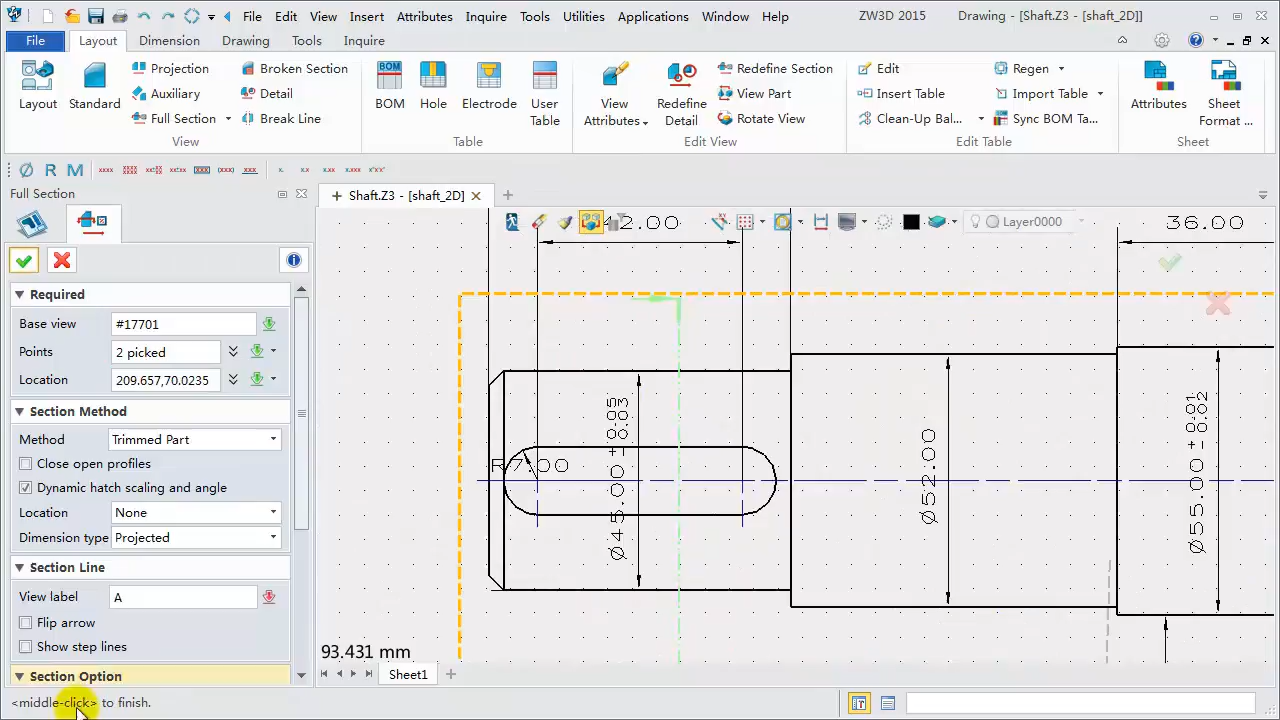 File Edit View Insert Attributes Inquire Tools Utilities Applications Window Help ZW3D 2015 Drawing - [Shaft.Z3 - [shaft_2D]]
File Layout Dimension Drawing Tools Inquire
Layout Standard Projection Auxiliary Full Section Broken Section Detail Break line
BOM BOM Hole Electrode User Table
View Attributes Redefine Detail Redefine Section View Part Rotate View
Edit Insert Table Clean-Up Bal... Regen Import Table Sync BOM Ta...
Attributes Sheet Format ...
View Table Edit View Edit Table Sheet
R M
Full Section
Shaft.Z3 - [shaft_2D]
Layer0000
Required
Base view #17701
Points 2 picked
Location 209.657,70.0235
Section Method
Method Trimmed Part
Close open profiles
Dynamic hatch scaling and angle
Location None
Dimension type Projected
Section Line
View label A
Flip arrow
Show step lines
Section Option
2.00
36.00
Ø45.00±
Ø52.00
Ø55.00±
93.431 mm
Sheet1
<middle-click> to finish.